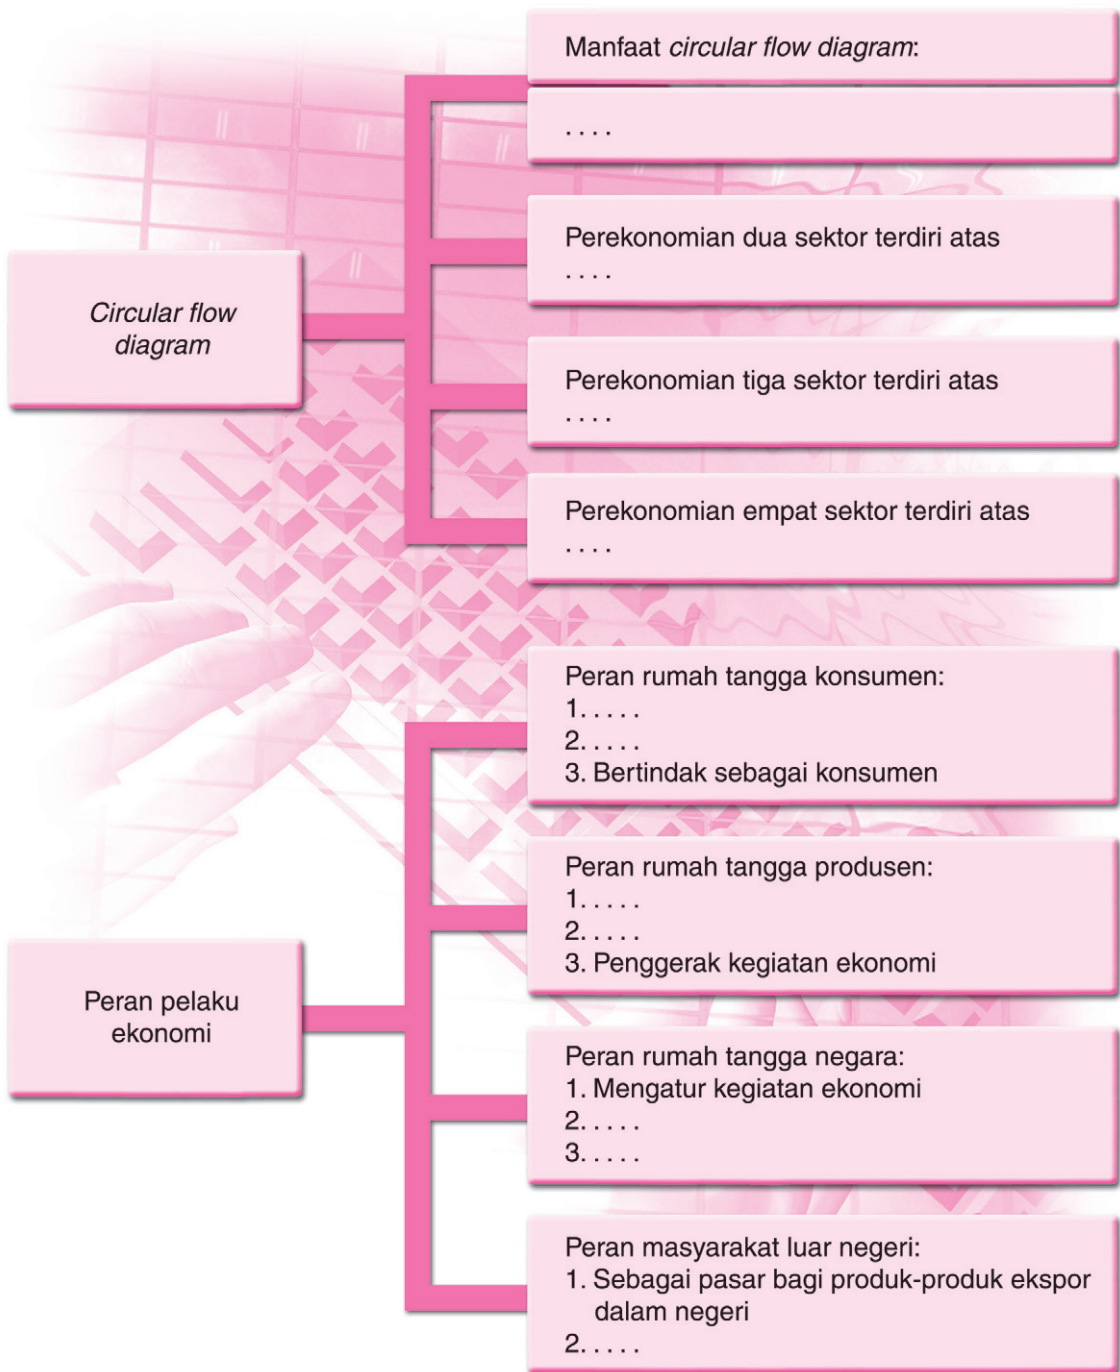 Circular flow
diagram
Manfaat circular flow diagram:
. . . .
Perekonomian dua sektor terdiri atas
. . . .
Perekonomian tiga sektor terdiri atas
. . . .
Perekonomian empat sektor terdiri atas
. . . .
Peran pelaku
ekonomi
Peran rumah tangga konsumen:
1. . . . .
2. . . . .
3. Bertindak sebagai konsumen
Peran rumah tangga produsen:
1. . . . .
2. . . . .
3. Penggerak kegiatan ekonomi
Peran rumah tangga negara:
1. Mengatur kegiatan ekonomi
2. . . . .
3. . . . .
Peran masyarakat luar negeri:
1. Sebagai pasar bagi produk-produk ekspor
dalam negeri
2. . . . .